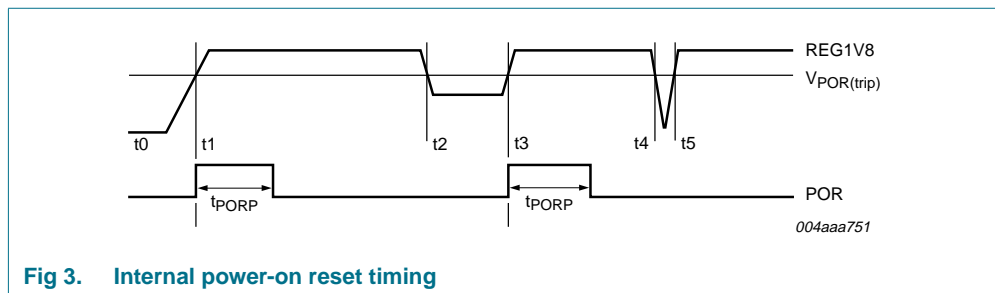 REG1V8
VPOR(trip)
t0
t1
t2
t3
t4
t5
tPORP
tPORP
POR
004aaa751
Fig 3. Internal power-on reset timing